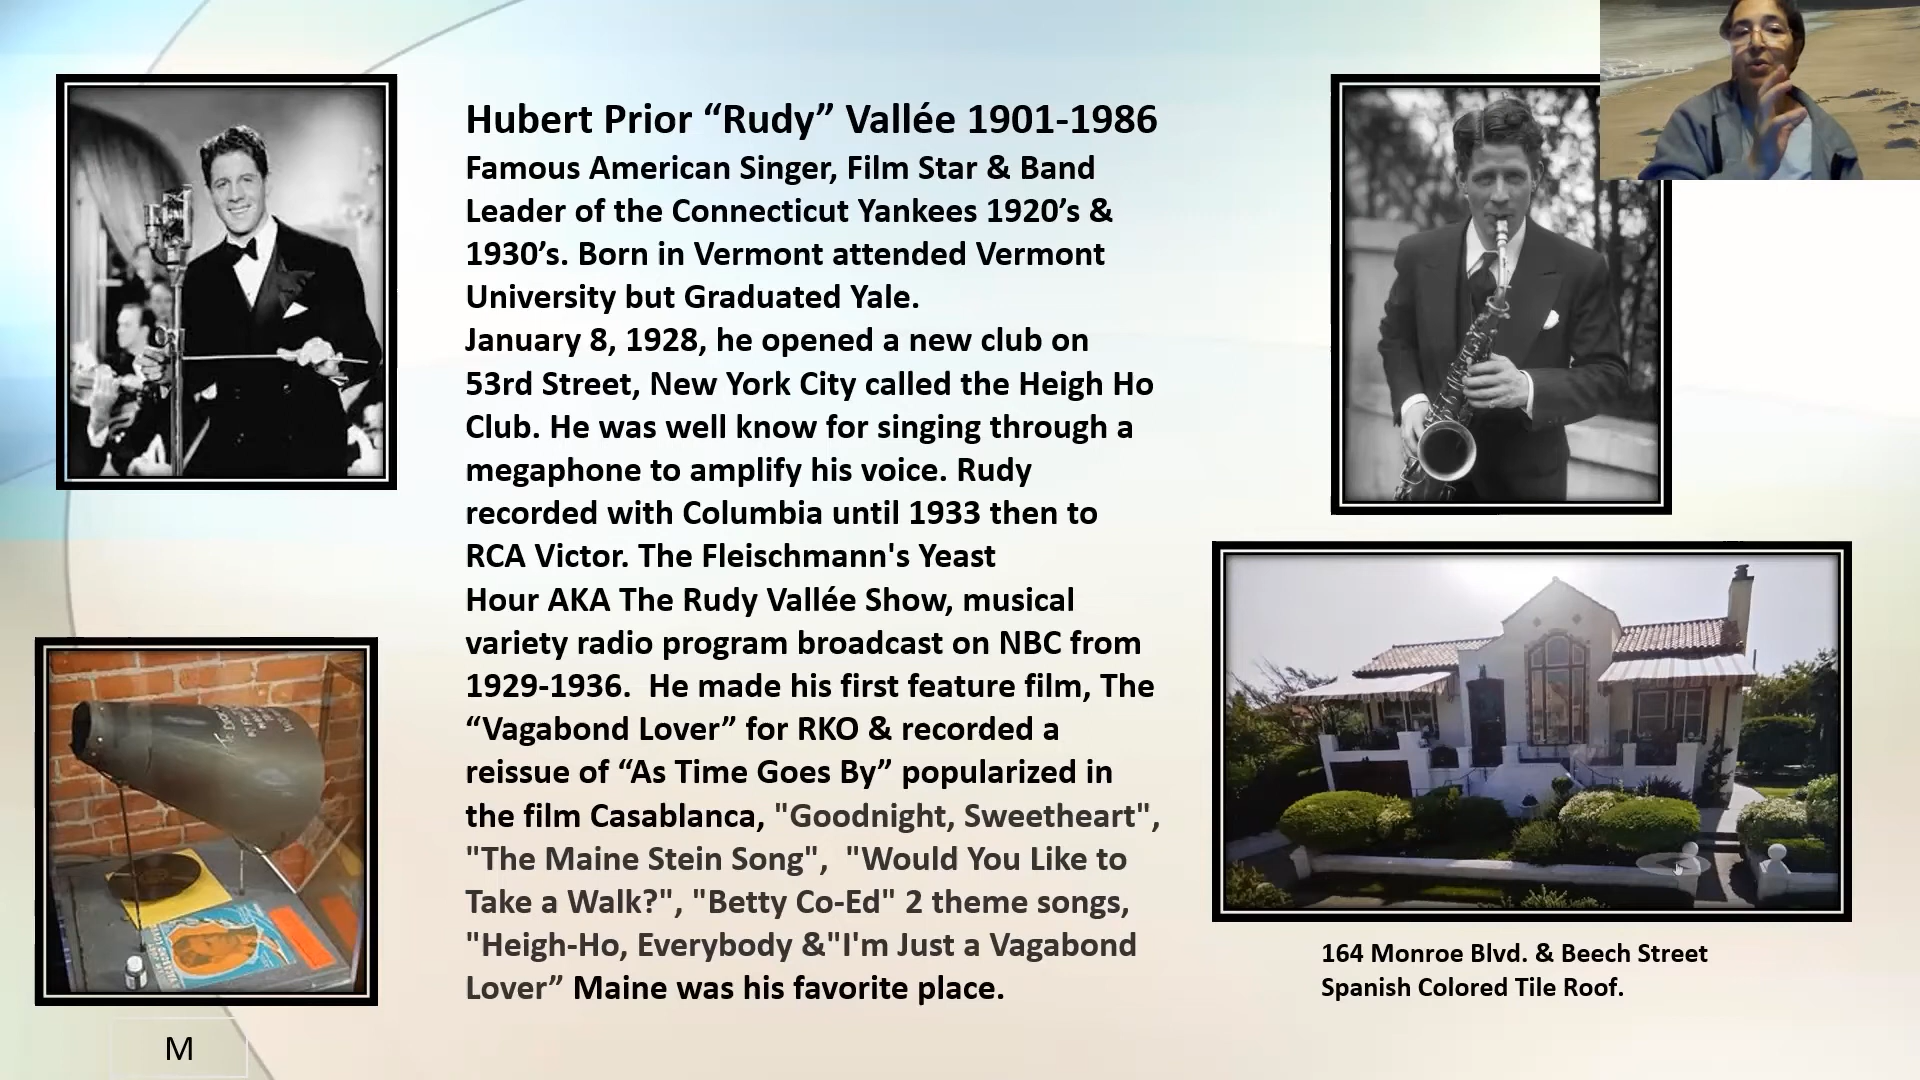 Hubert Prior “Rudy” Vallée 1901-1986
Famous American Singer, Film Star & Band
Leader of the Connecticut Yankees 1920’s &
1930’s. Born in Vermont attended Vermont
University but Graduated Yale.
January 8, 1928, he opened a new club on
53rd Street, New York City called the Heigh Ho
Club. He was well know for singing through a
megaphone to amplify his voice. Rudy
recorded with Columbia until 1933 then to
RCA Victor. The Fleischmann's Yeast
Hour AKA The Rudy Vallée Show, musical
variety radio program broadcast on NBC from
1929-1936.  He made his first feature film, The
“Vagabond Lover” for RKO & recorded a
reissue of “As Time Goes By” popularized in
the film Casablanca, "Goodnight, Sweetheart",
"The Maine Stein Song",  "Would You Like to
Take a Walk?", "Betty Co-Ed" 2 theme songs,
"Heigh-Ho, Everybody &"I'm Just a Vagabond
Lover” Maine was his favorite place.
164 Monroe Blvd. & Beech Street
Spanish Colored Tile Roof.
M